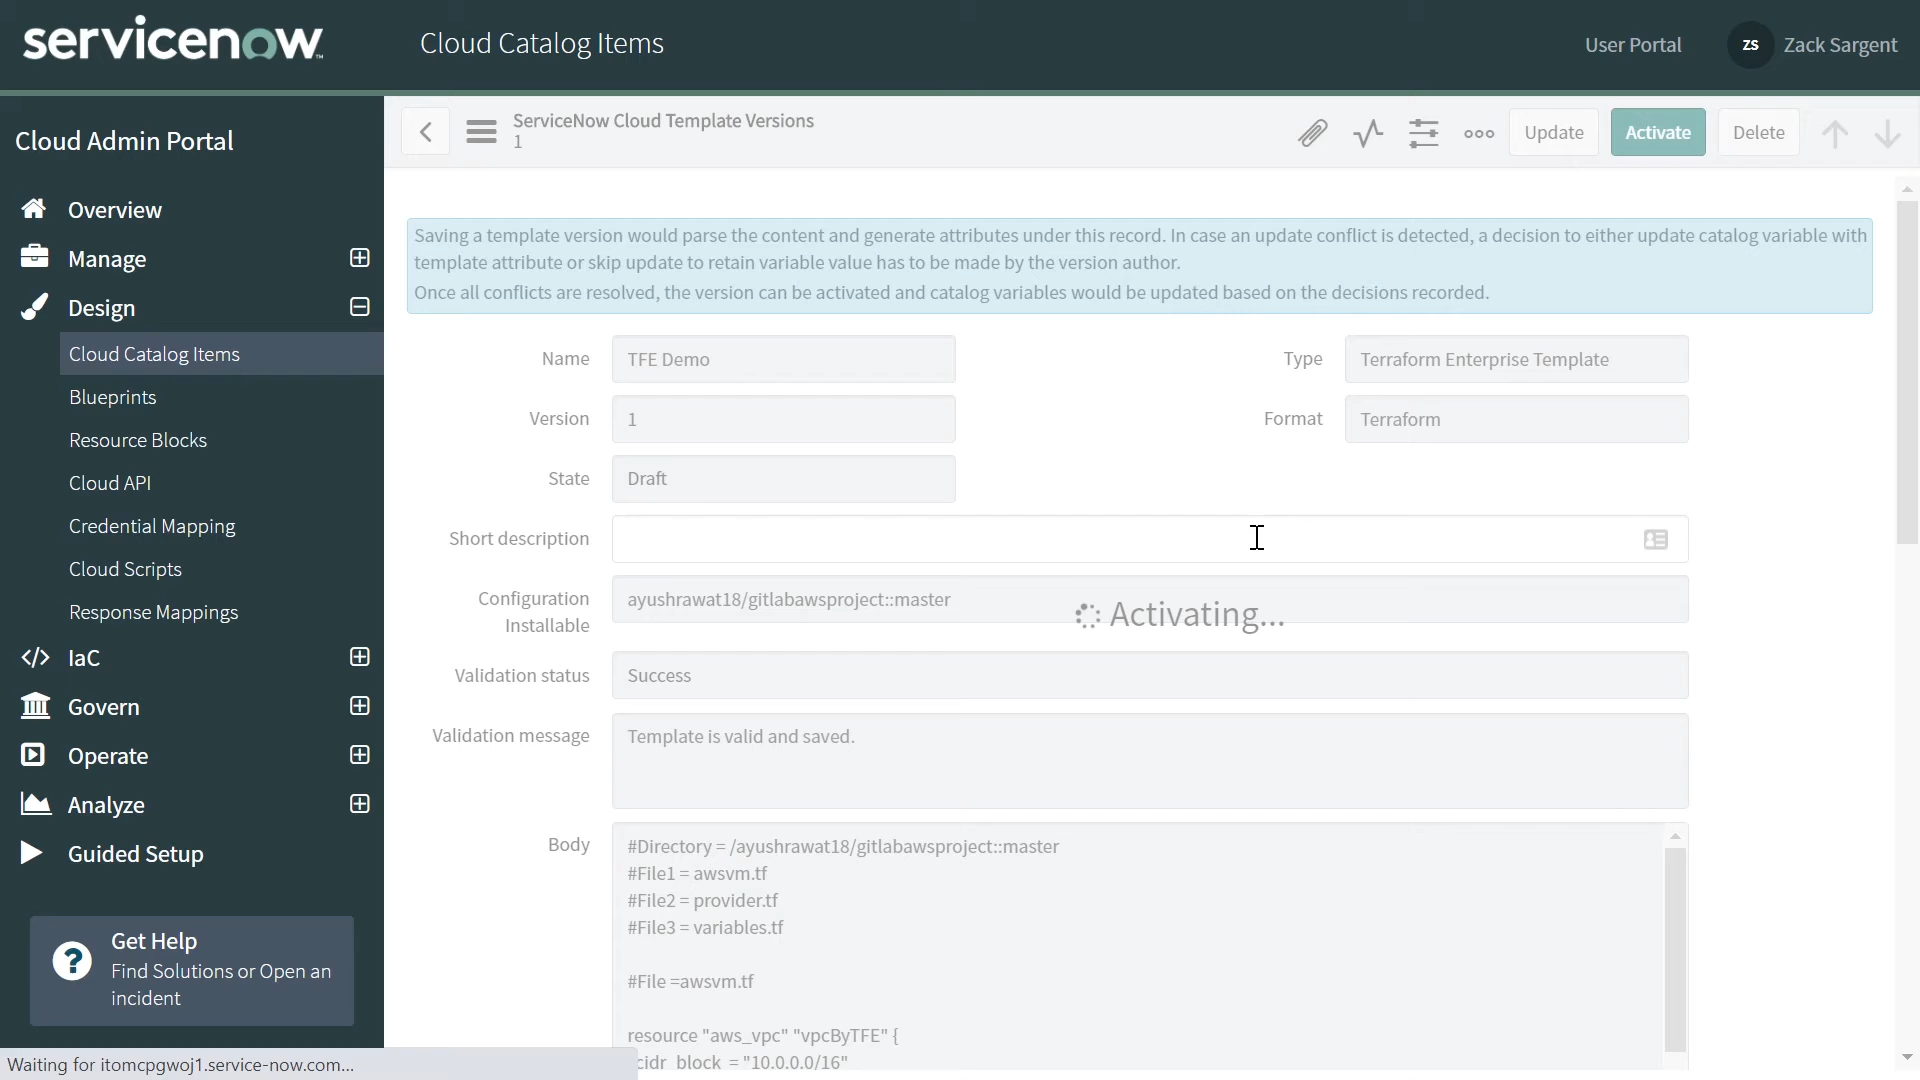 servicenow
Cloud Catalog Items
User Portal
ZS
Zack Sargent
Cloud Admin Portal
Overview
Manage
Design
Cloud Catalog Items
Blueprints
Resource Blocks
Cloud API
Credential Mapping
Cloud Scripts
Response Mappings
IaC
Govern
Operate
Analyze
Guided Setup
Get Help
Find Solutions or Open an
incident
Waiting for itomcpgwoj1.service-now.com...
ServiceNow Cloud Template Versions
1
Update
Activate
Delete
Saving a template version would parse the content and generate attributes under this record. In case an update conflict is detected, a decision to either update catalog variable with
template attribute or skip update to retain variable value has to be made by the version author.
Once all conflicts are resolved, the version can be activated and catalog variables would be updated based on the decisions recorded.
Name
TFE Demo
Type
Terraform Enterprise Template
Version
1
Format
Terraform
State
Draft
Short description
Configuration
Installable
ayushrawat18/gitlabawsproject::master
Activating...
Validation status
Success
Validation message
Template is valid and saved.
Body
#Directory = /ayushrawat18/gitlabawsproject::master
#File1 = awsvm.tf
#File2 = provider.tf
#File3 = variables.tf
#File =awsvm.tf
resource "aws_vpc" "vpcByTFE" {
cidr_block = "10.0.0.0/16"